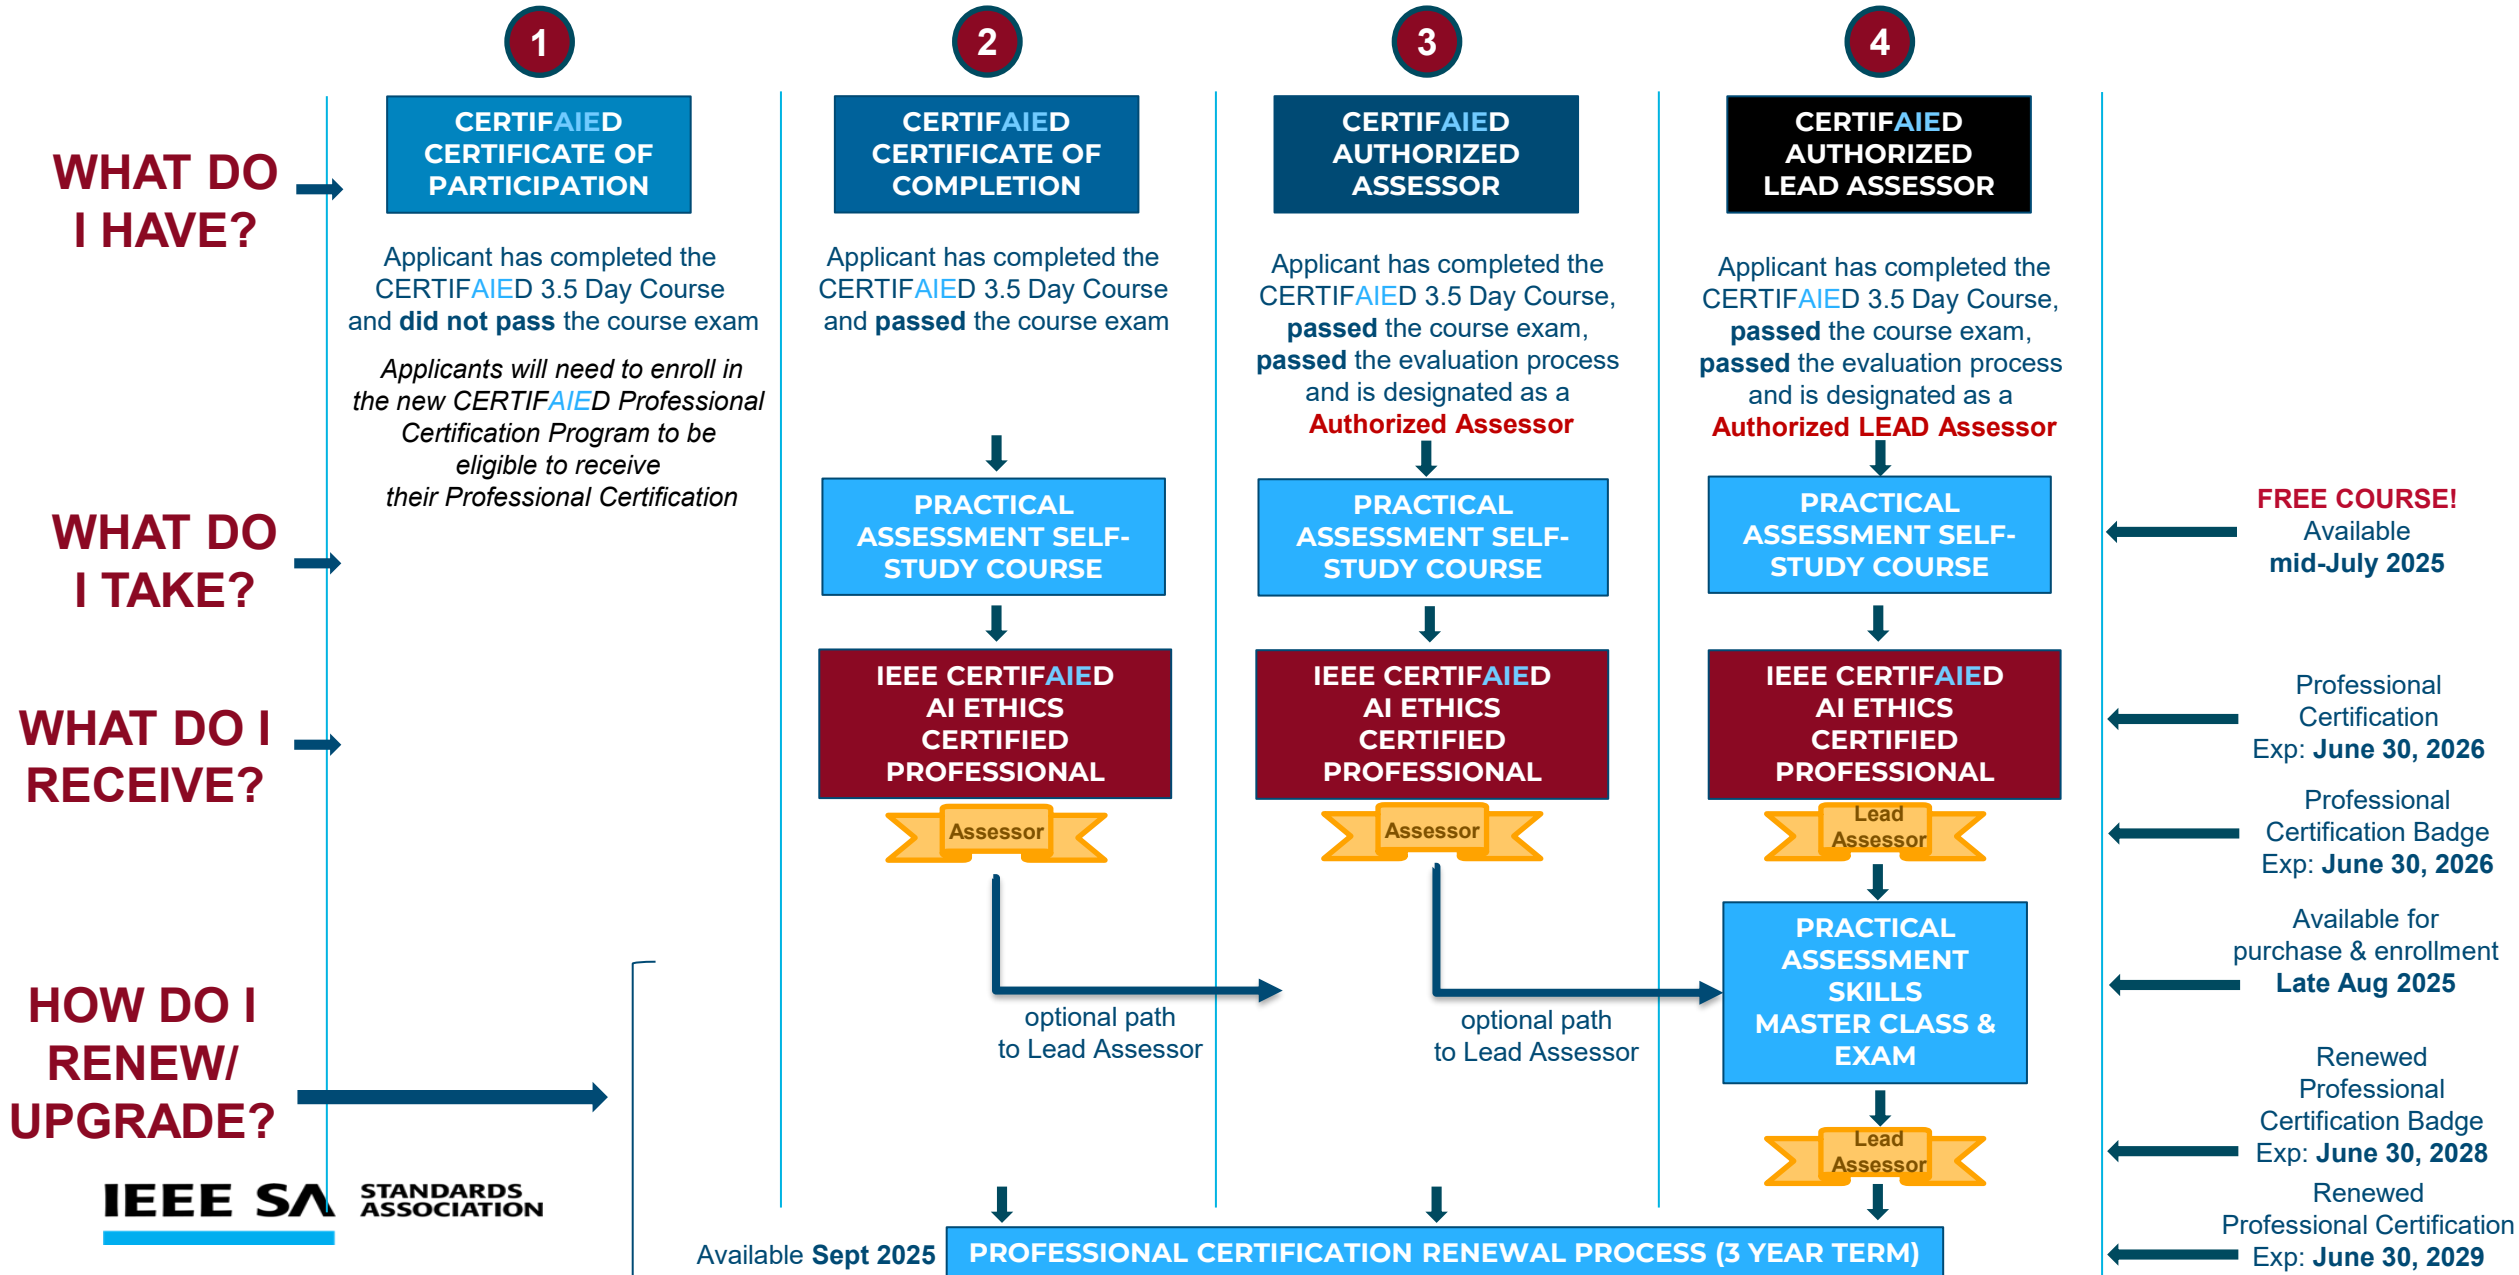 1
2
3
4
WHAT DO
I HAVE?
CERTIFAIED
CERTIFICATE OF
PARTICIPATION
Applicant has completed the
CERTIFAIED 3.5 Day Course
and did not pass the course exam
Applicants will need to enroll in
the new CERTIFAIED Professional
Certification Program to be
eligible to receive
their Professional Certification
CERTIFAIED
CERTIFICATE OF
COMPLETION
Applicant has completed the
CERTIFAIED 3.5 Day Course
and passed the course exam
CERTIFAIED
AUTHORIZED
ASSESSOR
Applicant has completed the
CERTIFAIED 3.5 Day Course,
passed the course exam,
passed the evaluation process
and is designated as a
Authorized Assessor
CERTIFAIED
AUTHORIZED
LEAD ASSESSOR
Applicant has completed the
CERTIFAIED 3.5 Day Course,
passed the course exam,
passed the evaluation process
and is designated as a
Authorized LEAD Assessor
WHAT DO
I TAKE?
PRACTICAL
ASSESSMENT SELF-
STUDY COURSE
PRACTICAL
ASSESSMENT SELF-
STUDY COURSE
PRACTICAL
ASSESSMENT SELF-
STUDY COURSE
FREE COURSE!
Available
mid-July 2025
WHAT DO I
RECEIVE?
IEEE CERTIFAIED
AI ETHICS
CERTIFIED
PROFESSIONAL
Assessor
IEEE CERTIFAIED
AI ETHICS
CERTIFIED
PROFESSIONAL
Assessor
IEEE CERTIFAIED
AI ETHICS
CERTIFIED
PROFESSIONAL
Lead
Assessor
Professional
Certification
Exp: June 30, 2026
Professional
Certification Badge
Exp: June 30, 2026
HOW DO I
RENEW/
UPGRADE?
optional path
to Lead Assessor
optional path
to Lead Assessor
PRACTICAL
ASSESSMENT
SKILLS
MASTER CLASS &
EXAM
Lead
Assessor
Available for
purchase & enrollment
Late Aug 2025
Renewed
Professional
Certification Badge
Exp: June 30, 2028
Renewed
Professional Certification
Exp: June 30, 2029
IEEE SA STANDARDS
ASSOCIATION
Available Sept 2025
PROFESSIONAL CERTIFICATION RENEWAL PROCESS (3 YEAR TERM)